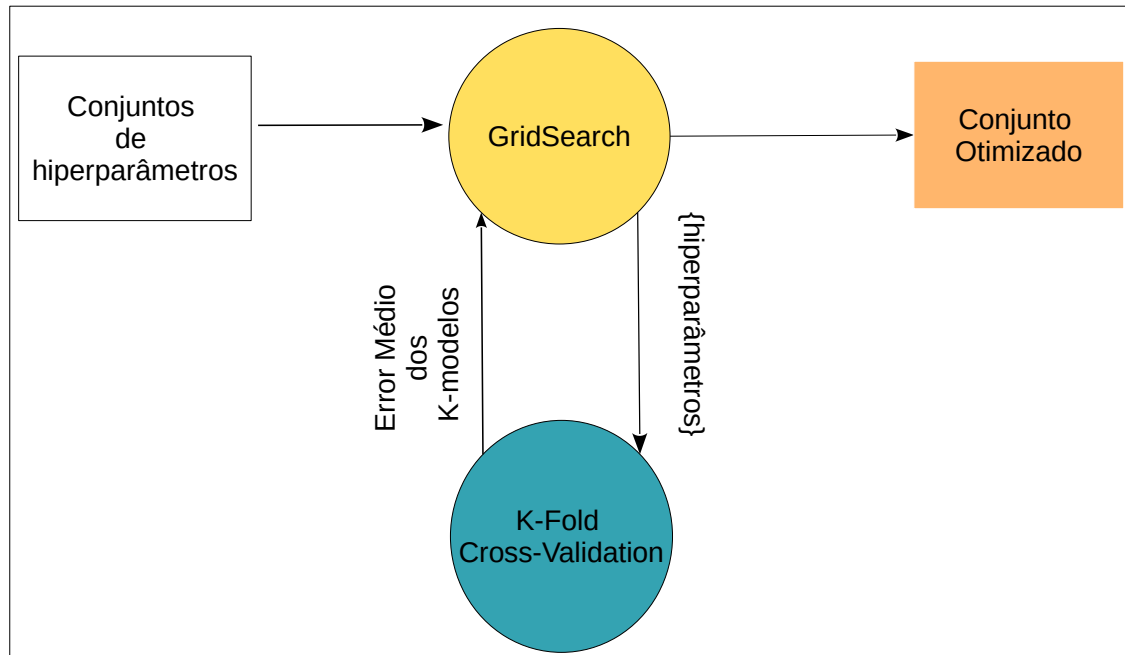 Conjuntos
de
hiperparâmetros
GridSearch
Conjunto
Otimizado
{hiperparâmetros}
Error Médio
dos
K-modelos
K-Fold
Cross-Validation